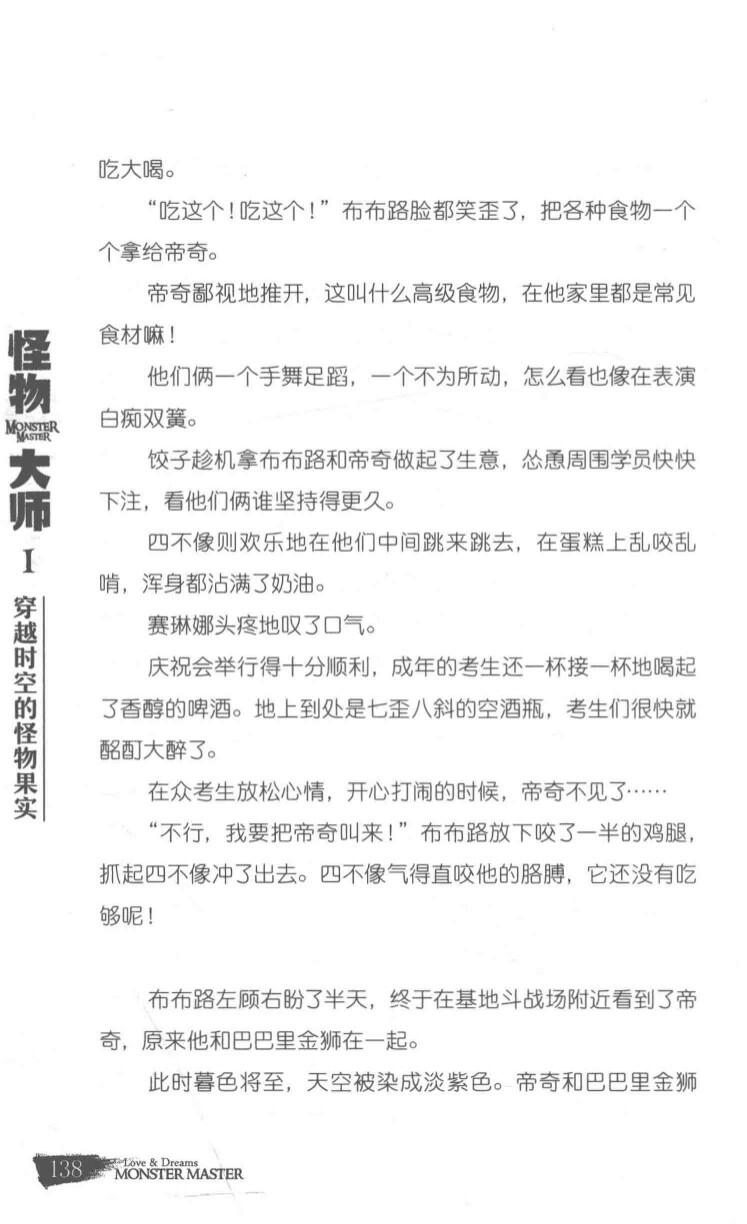 吃大喝。
“吃这个！吃这个！”布布路脸都笑歪了，把各种食物一个
个拿给帝奇。
帝奇鄙视地推开，这叫什么高级食物，在他家里都是常见
食材嘛！
他们俩一个手舞足蹈，一个不为所动，怎么看也像在表演
白痴双簧。
饺子趁机拿布布路和帝奇做起了生意，怂恿周围学员快快
下注，看他们俩谁坚持得更久。
四不像则欢乐地在他们中间跳来跳去，在蛋糕上乱咬乱
啃，浑身都沾满了奶油。
赛琳娜头疼地叹了口气。
庆祝会举行得十分顺利，成年的考生还一杯接一杯地喝起
了香醇的啤酒。地上到处是七歪八斜的空酒瓶，考生们很快就
酩酊大醉了。
在众考生放松心情，开心打闹的时候，帝奇不见了……
“不行，我要把帝奇叫来！”布布路放下咬了一半的鸡腿，
抓起四不像冲了出去。四不像气得直咬他的胳膊，它还没有吃
够呢！
布布路左顾右盼了半天，终于在基地斗战场附近看到了帝
奇，原来他和巴巴里金狮在一起。
此时暮色将至，天空被染成淡紫色。帝奇和巴巴里金狮
怪物
MONSTER
MASTER
大师
I
穿越时空的怪物果实
138
Love & Dreams
MONSTER MASTER